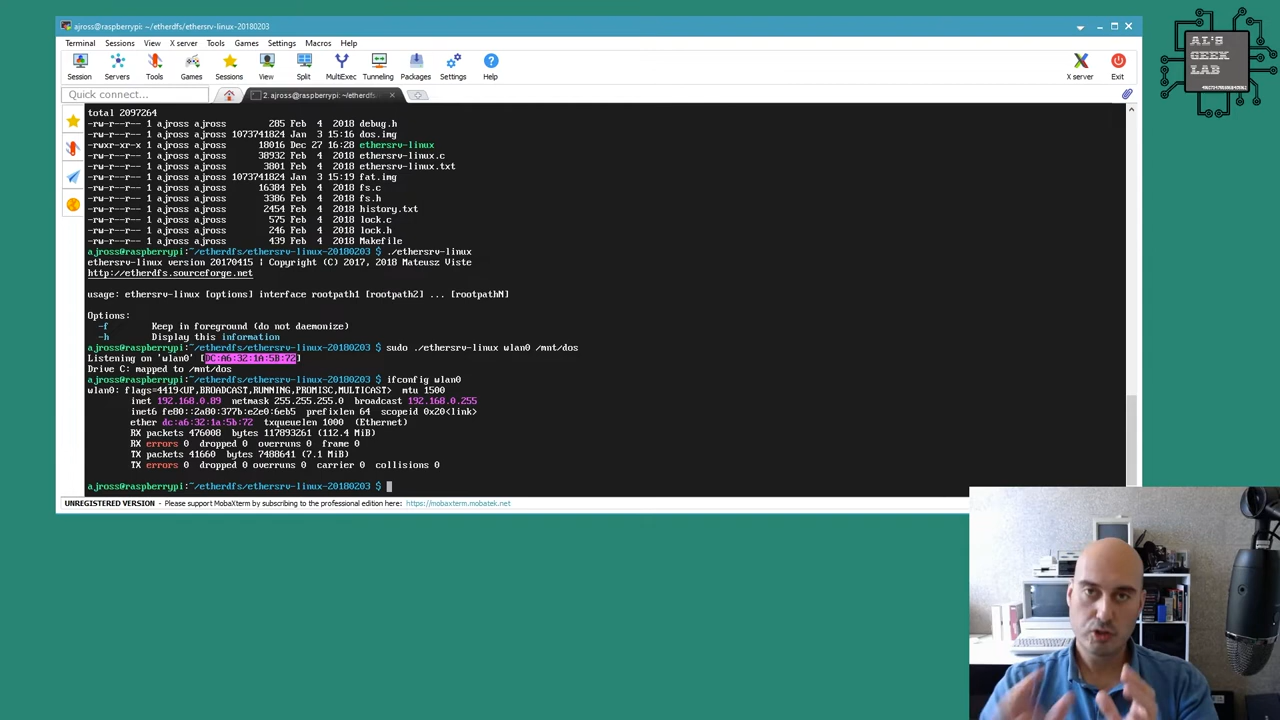 ajross@raspberrypi: ~/etherdfs/ethersrv-linux-20180203
Terminal Sessions View X server Tools Games Settings Macros Help
Session Servers Tools Games Sessions View Split MultiExec Tunneling Packages Settings Help X server Exit
Quick connect... 2. ajross@raspberrypi: ~/etherdfs
total 2097264
-rw-r--r-- 1 ajross ajross 285 Feb 4 2018 debug.h
-rw-r--r-- 1 ajross ajross 1073741824 Jan 3 15:16 dos.img
-rwxr-xr-x 1 ajross ajross 18016 Dec 27 16:28 ethersrv-linux
-rw-r--r-- 1 ajross ajross 38932 Feb 4 2018 ethersrv-linux.c
-rw-r--r-- 1 ajross ajross 3801 Feb 4 2018 ethersrv-linux.txt
-rw-r--r-- 1 ajross ajross 1073741824 Jan 3 15:19 fat.img
-rw-r--r-- 1 ajross ajross 16384 Feb 4 2018 fs.c
-rw-r--r-- 1 ajross ajross 3386 Feb 4 2018 fs.h
-rw-r--r-- 1 ajross ajross 2454 Feb 4 2018 history.txt
-rw-r--r-- 1 ajross ajross 575 Feb 4 2018 lock.c
-rw-r--r-- 1 ajross ajross 246 Feb 4 2018 lock.h
-rw-r--r-- 1 ajross ajross 439 Feb 4 2018 Makefile
ajross@raspberrypi:~/etherdfs/ethersrv-linux-20180203 $ ./ethersrv-linux
ethersrv-linux version 20170415 | Copyright (C) 2017, 2018 Mateusz Viste
http://etherdfs.sourceforge.net
usage: ethersrv-linux [options] interface rootpath1 [rootpath2] ... [rootpathN]
Options:
-f Keep in foreground (do not daemonize)
-h Display this information
ajross@raspberrypi:~/etherdfs/ethersrv-linux-20180203 $ sudo ./ethersrv-linux wlan0 /mnt/dos
Listening on 'wlan0' [DC:A6:32:1A:5B:72]
Drive C: mapped to /mnt/dos
ajross@raspberrypi:~/etherdfs/ethersrv-linux-20180203 $ ifconfig wlan0
wlan0: flags=4419<UP,BROADCAST,RUNNING,PROMISC,MULTICAST> mtu 1500
inet 192.168.0.89 netmask 255.255.255.0 broadcast 192.168.0.255
inet6 fe80::2a80:377b:e2e0:6eb5 prefixlen 64 scopeid 0x20<link>
ether dc:a6:32:1a:5b:72 txqueuelen 1000 (Ethernet)
RX packets 476008 bytes 117893261 (112.4 MiB)
RX errors 0 dropped 0 overruns 0 frame 0
TX packets 41660 bytes 7488641 (7.1 MiB)
TX errors 0 dropped 0 overruns 0 carrier 0 collisions 0
ajross@raspberrypi:~/etherdfs/ethersrv-linux-20180203 $
UNREGISTERED VERSION - Please support MobaXterm by subscribing to the professional edition here: https://mobaxterm.mobatek.net
AL'S
GEEK
LAB